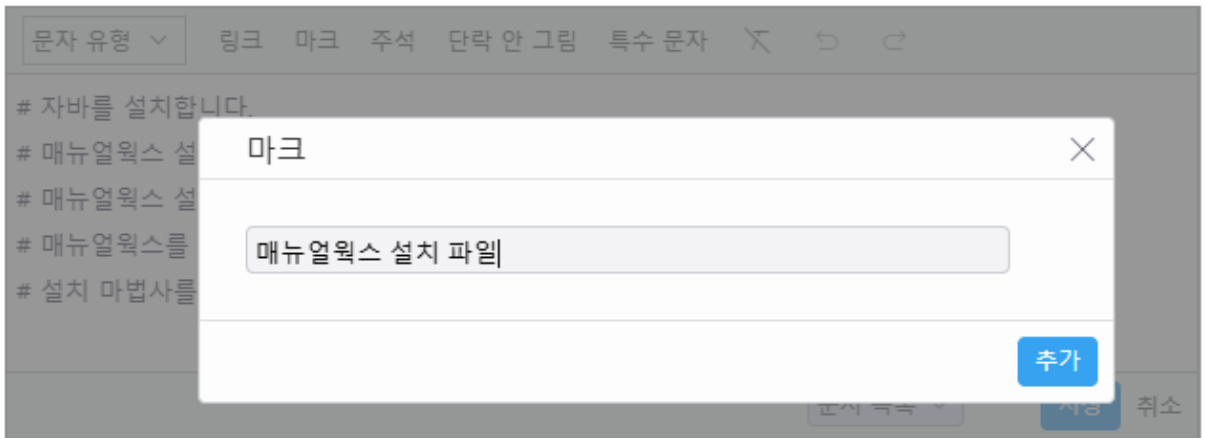 문자 유형 링크 마크 주석 단락 안 그림 특수 문자
# 자바를 설치합니다.
# 매뉴얼웍스 설
# 매뉴얼웍스 설
# 매뉴얼웍스를
# 설치 마법사를
마크
매뉴얼웍스 설치 파일
추가
취소